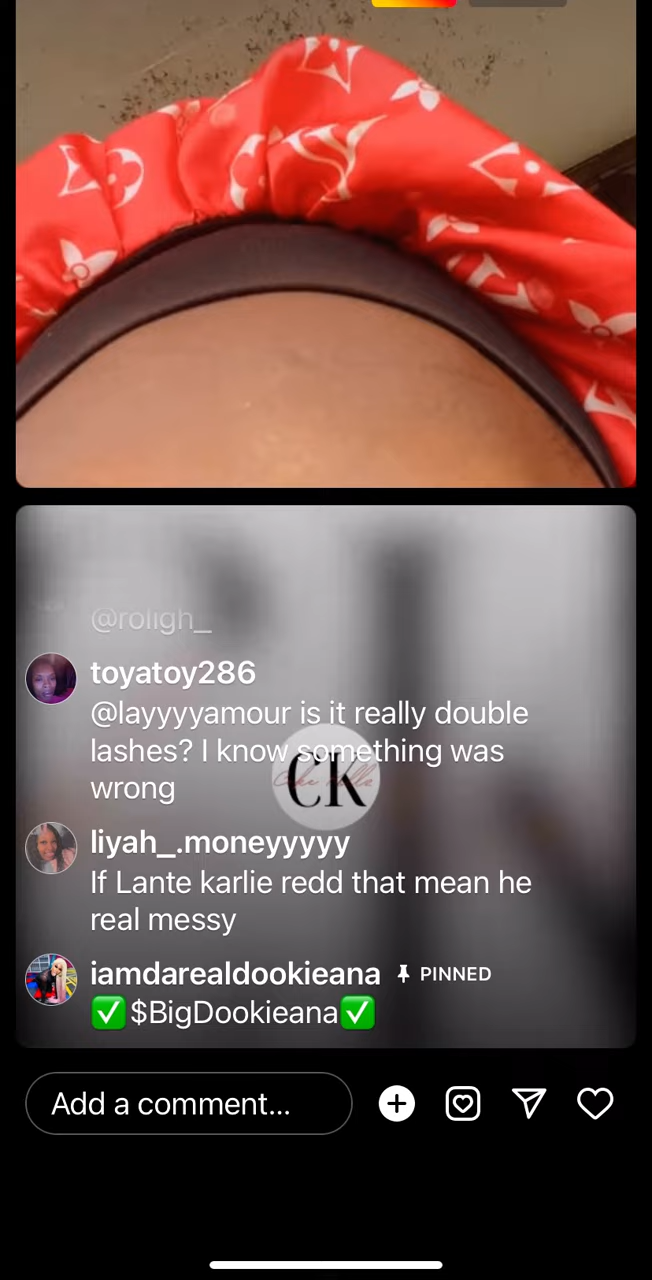 @roligh_
toyatoy286
@layyyyamour is it really double
lashes? I know something was
wrong
CK
liyah_.moneyyyyy
If Lante karlie redd that mean he
real messy
iamdarealdookieana PINNED
✅$BigDookieana✅
Add a comment...